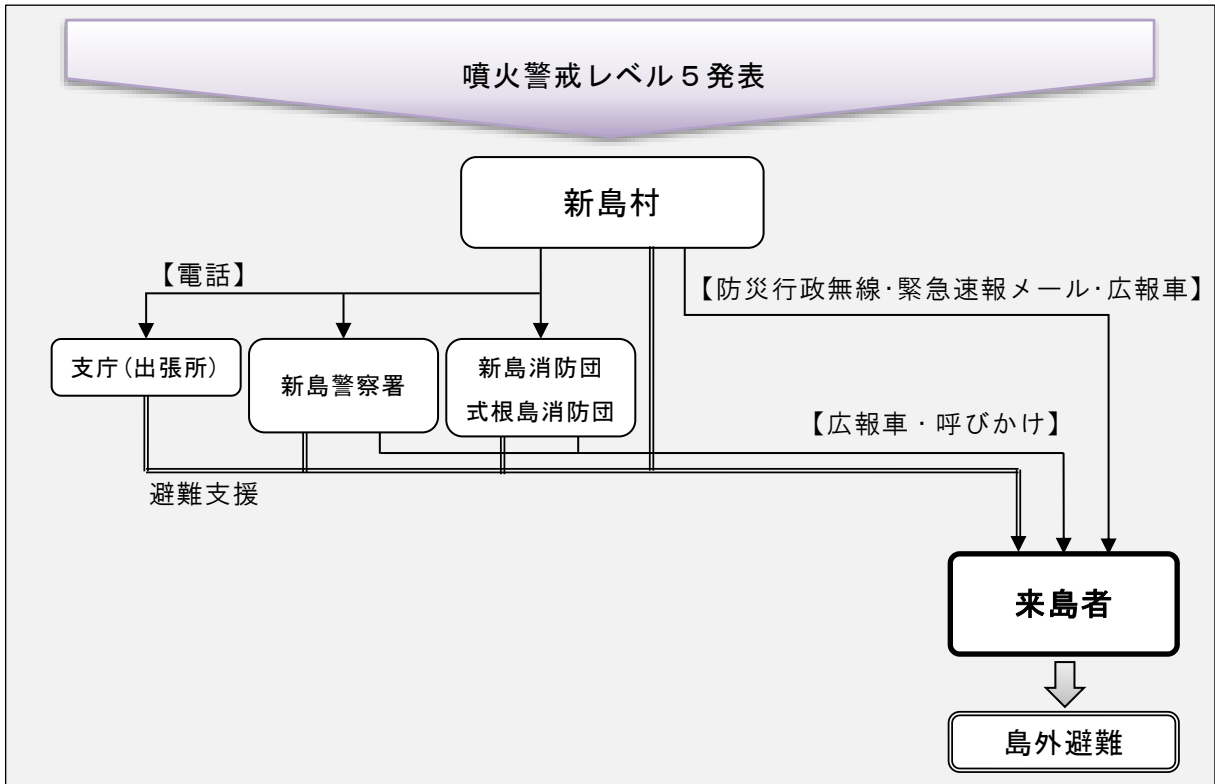 噴火警戒レベル５発表
新島村
【電話】
【防災行政無線･緊急速報メール･広報車】
支庁(出張所)
新島警察署
新島消防団
式根島消防団
【広報車・呼びかけ】
避難支援
来島者
島外避難